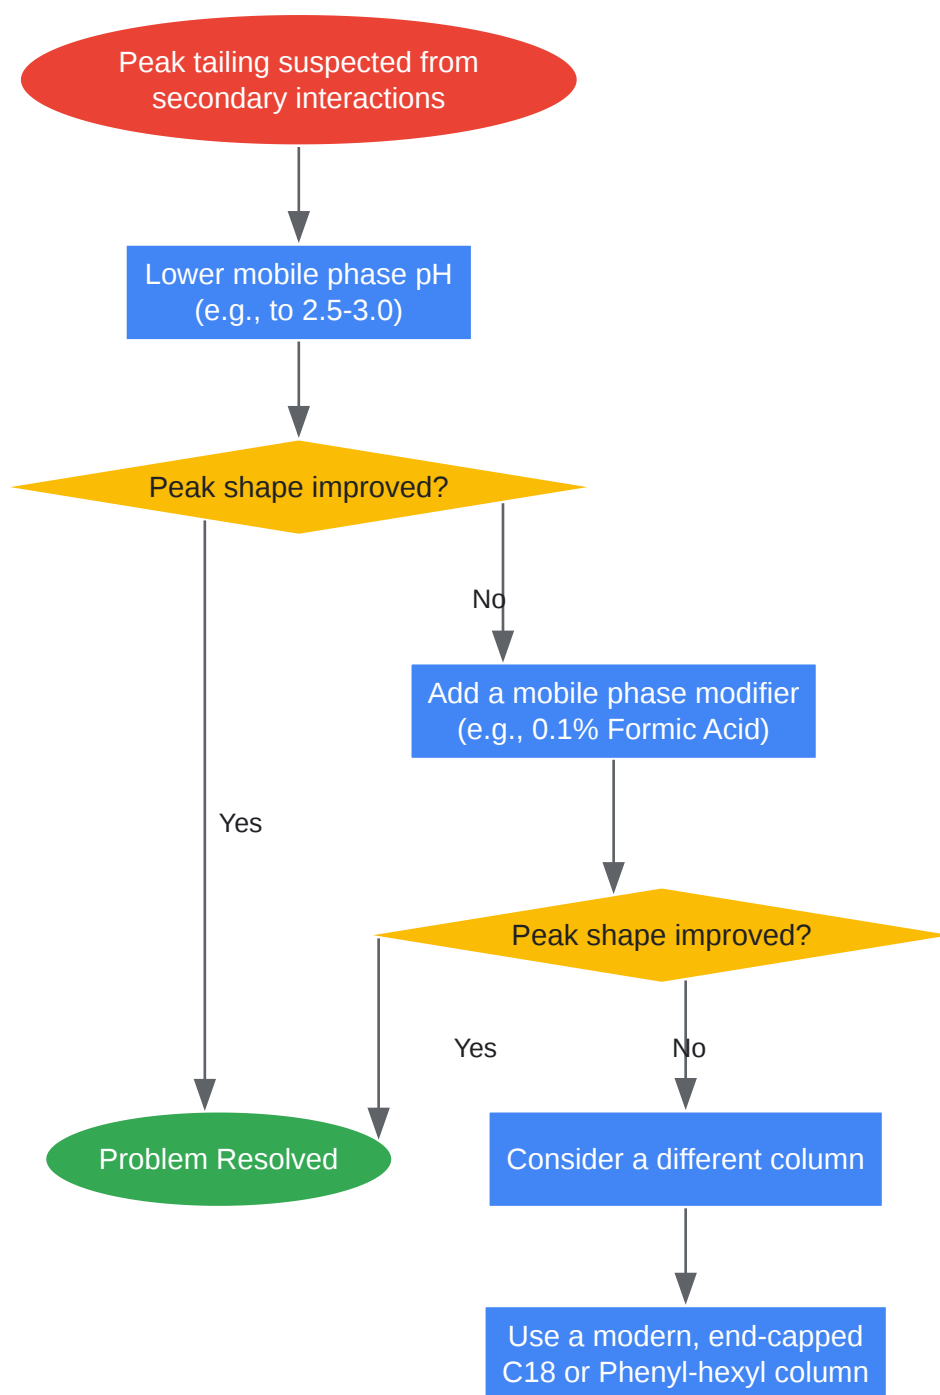 Peak tailing suspected from
secondary interactions
Lower mobile phase pH
(e.g., to 2.5-3.0)
Peak shape improved?
No
Add a mobile phase modifier
(e.g., 0.1% Formic Acid)
Yes
Peak shape improved?
Yes
No
Problem Resolved
Consider a different column
Use a modern, end-capped
C18 or Phenyl-hexyl column